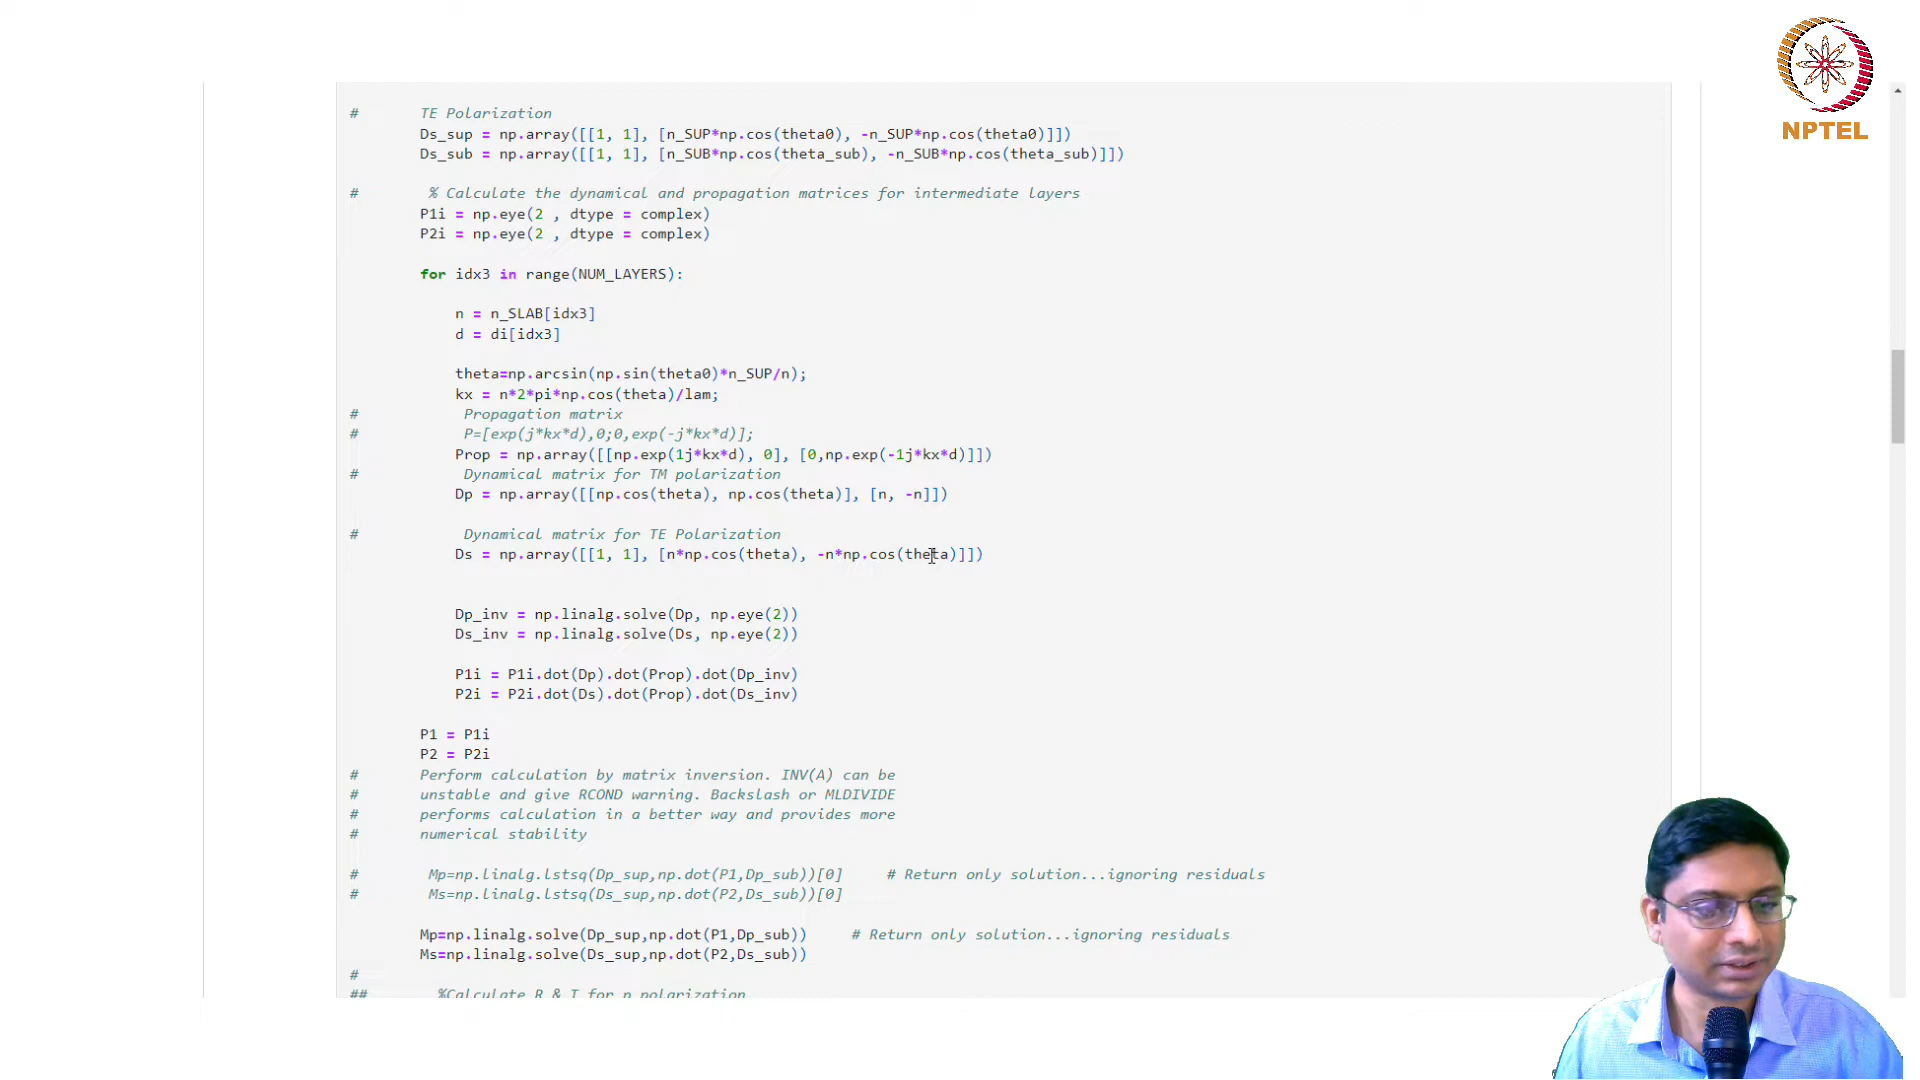 NPTEL
# TE Polarization
Ds_sup = np.array([[1, 1], [n_SUP*np.cos(theta0), -n_SUP*np.cos(theta0)]])
Ds_sub = np.array([[1, 1], [n_SUB*np.cos(theta_sub), -n_SUB*np.cos(theta_sub)]])
# % Calculate the dynamical and propagation matrices for intermediate layers
P1i = np.eye(2 , dtype = complex)
P2i = np.eye(2 , dtype = complex)
for idx3 in range(NUM_LAYERS):
n = n_SLAB[idx3]
d = di[idx3]
theta=np.arcsin(np.sin(theta0)*n_SUP/n);
kx = n*2*pi*np.cos(theta)/lam;
# Propagation matrix
# P=[exp(j*kx*d),0;0,exp(-j*kx*d)];
Prop = np.array([[np.exp(1j*kx*d), 0], [0,np.exp(-1j*kx*d)]])
# Dynamical matrix for TM polarization
Dp = np.array([[np.cos(theta), np.cos(theta)], [n, -n]])
# Dynamical matrix for TE Polarization
Ds = np.array([[1, 1], [n*np.cos(theta), -n*np.cos(theta)]])
Dp_inv = np.linalg.solve(Dp, np.eye(2))
Ds_inv = np.linalg.solve(Ds, np.eye(2))
P1i = P1i.dot(Dp).dot(Prop).dot(Dp_inv)
P2i = P2i.dot(Ds).dot(Prop).dot(Ds_inv)
P1 = P1i
P2 = P2i
# Perform calculation by matrix inversion. INV(A) can be
# unstable and give RCOND warning. Backslash or MLDIVIDE
# performs calculation in a better way and provides more
# numerical stability
# Mp=np.linalg.lstsq(Dp_sup,np.dot(P1,Dp_sub))[0] # Return only solution...ignoring residuals
# Ms=np.linalg.lstsq(Ds_sup,np.dot(P2,Ds_sub))[0]
Mp=np.linalg.solve(Dp_sup,np.dot(P1,Dp_sub)) # Return only solution...ignoring residuals
Ms=np.linalg.solve(Ds_sup,np.dot(P2,Ds_sub))
#
## %Calculate R & T for p polarization